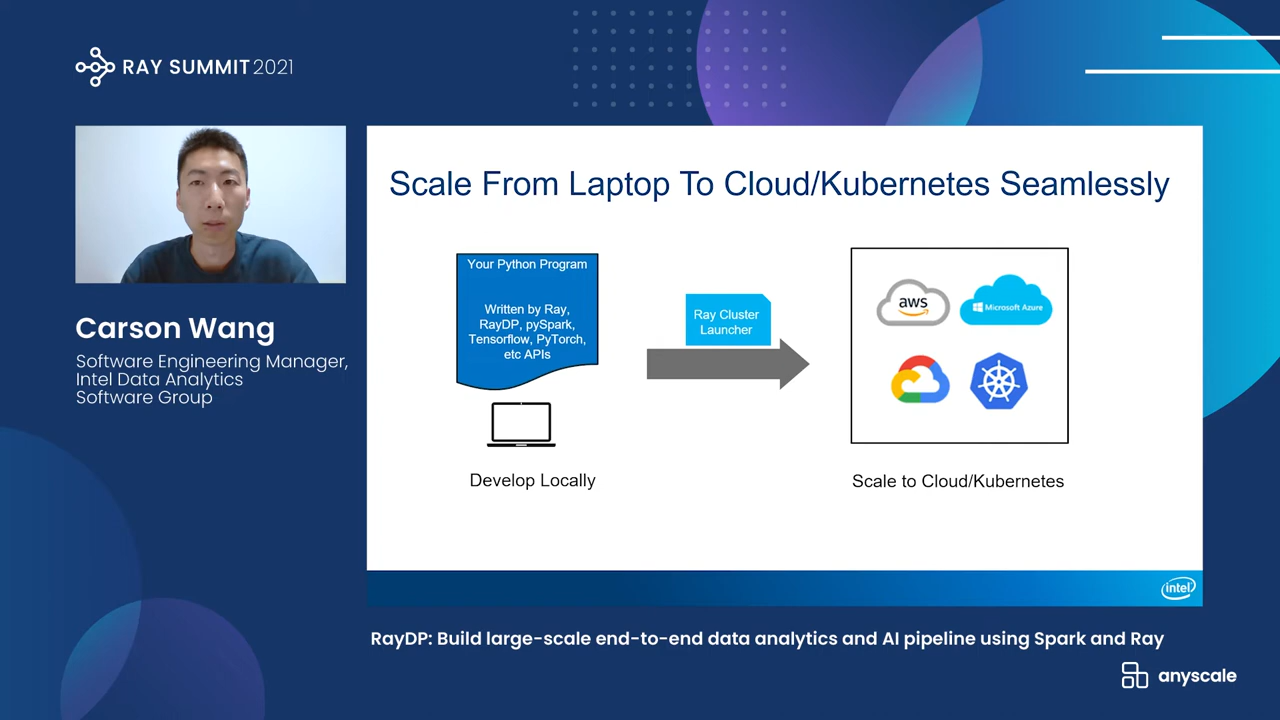 RAY SUMMIT 2021
Carson Wang
Software Engineering Manager,
Intel Data Analytics
Software Group
Scale From Laptop To Cloud/Kubernetes Seamlessly
Your Python Program
Written by Ray,
RayDP, pySpark,
Tensorflow, PyTorch,
etc APIs
Develop Locally
Ray Cluster
Launcher
aws
Microsoft Azure
Scale to Cloud/Kubernetes
intel
RayDP: Build large-scale end-to-end data analytics and AI pipeline using Spark and Ray
anyscale